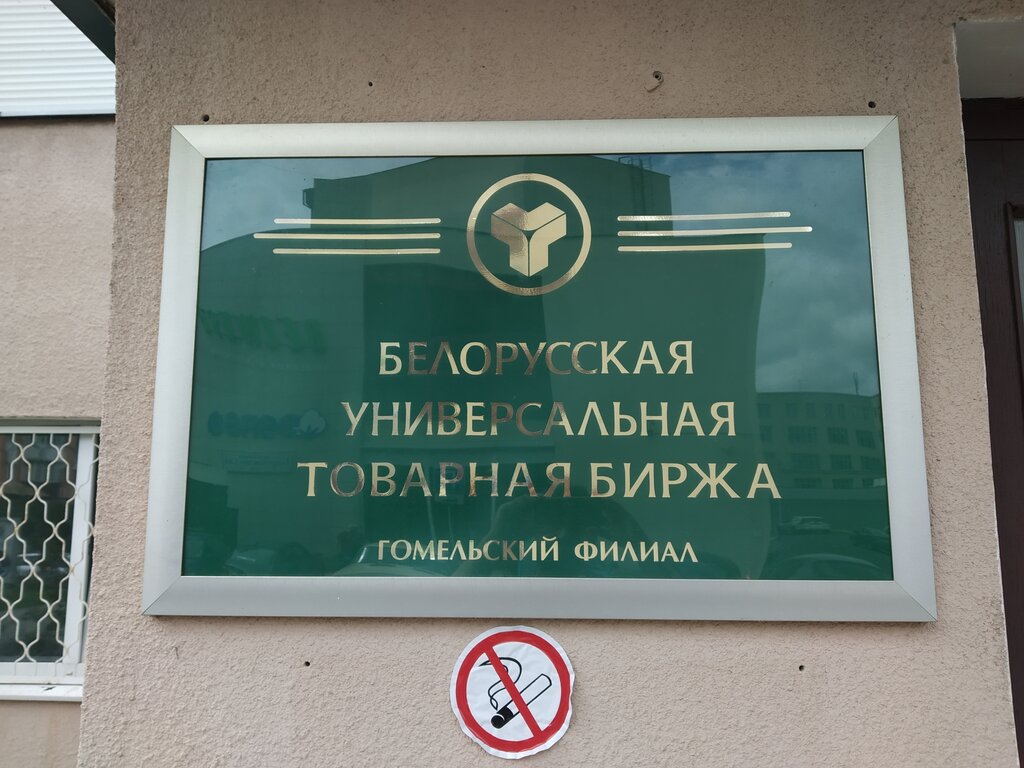 БЕЛОРУССКАЯ
УНИВЕРСАЛЬНАЯ
ТОВАРНАЯ БИРЖА
ГОМЕЛЬСКИЙ ФИЛИАЛ